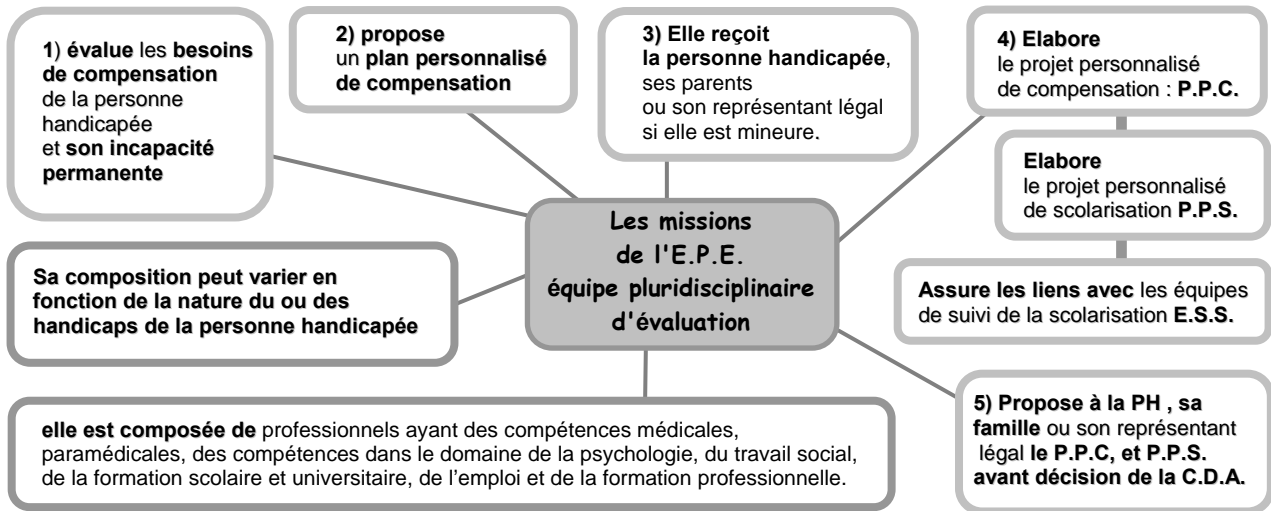 1) évalue les besoins
de compensation
de la personne
handicapée
et son incapacité
permanente
2) propose
un plan personnalisé
de compensation
3) Elle reçoit
la personne handicapée,
ses parents
ou son représentant légal
si elle est mineure.
4) Elabore
le projet personnalisé
de compensation : P.P.C.
Elabore
le projet personnalisé
de scolarisation P.P.S.
Les missions
de l'E.P.E.
équipe pluridisciplinaire
d'évaluation
Sa composition peut varier en
fonction de la nature du ou des
handicaps de la personne handicapée
Assure les liens avec les équipes
de suivi de la scolarisation E.S.S.
elle est composée de professionnels ayant des compétences médicales,
paramédicales, des compétences dans le domaine de la psychologie, du travail social,
de la formation scolaire et universitaire, de l’emploi et de la formation professionnelle.
5) Propose à la PH , sa
famille ou son représentant
légal le P.P.C, et P.P.S.
avant décision de la C.D.A.